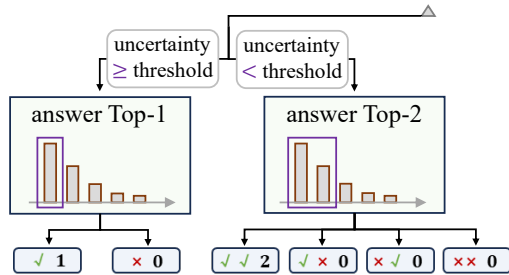 uncertainty
≥ threshold
uncertainty
< threshold
answer Top-1
answer Top-2
√ 1
× 0
√ √ 2
√ × 0
× √ 0
×× 0